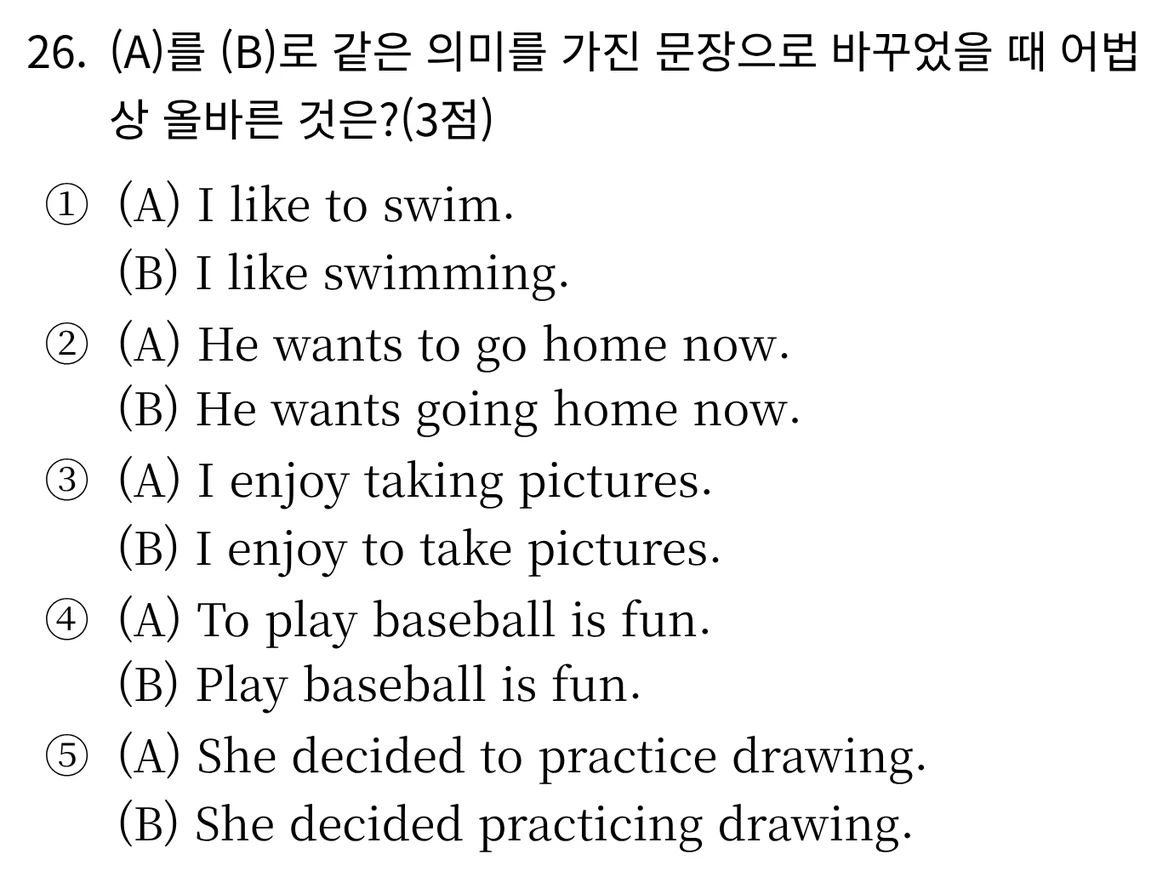 26. (A)를 (B)로 같은 의미를 가진 문장으로 바꾸었을 때 어법
상 올바른 것은?(3점)
① (A) I like to swim.
(B) I like swimming.
② (A) He wants to go home now.
(B) He wants going home now.
③ (A) I enjoy taking pictures.
(B) I enjoy to take pictures.
④ (A) To play baseball is fun.
(B) Play baseball is fun.
⑤ (A) She decided to practice drawing.
(B) She decided practicing drawing.